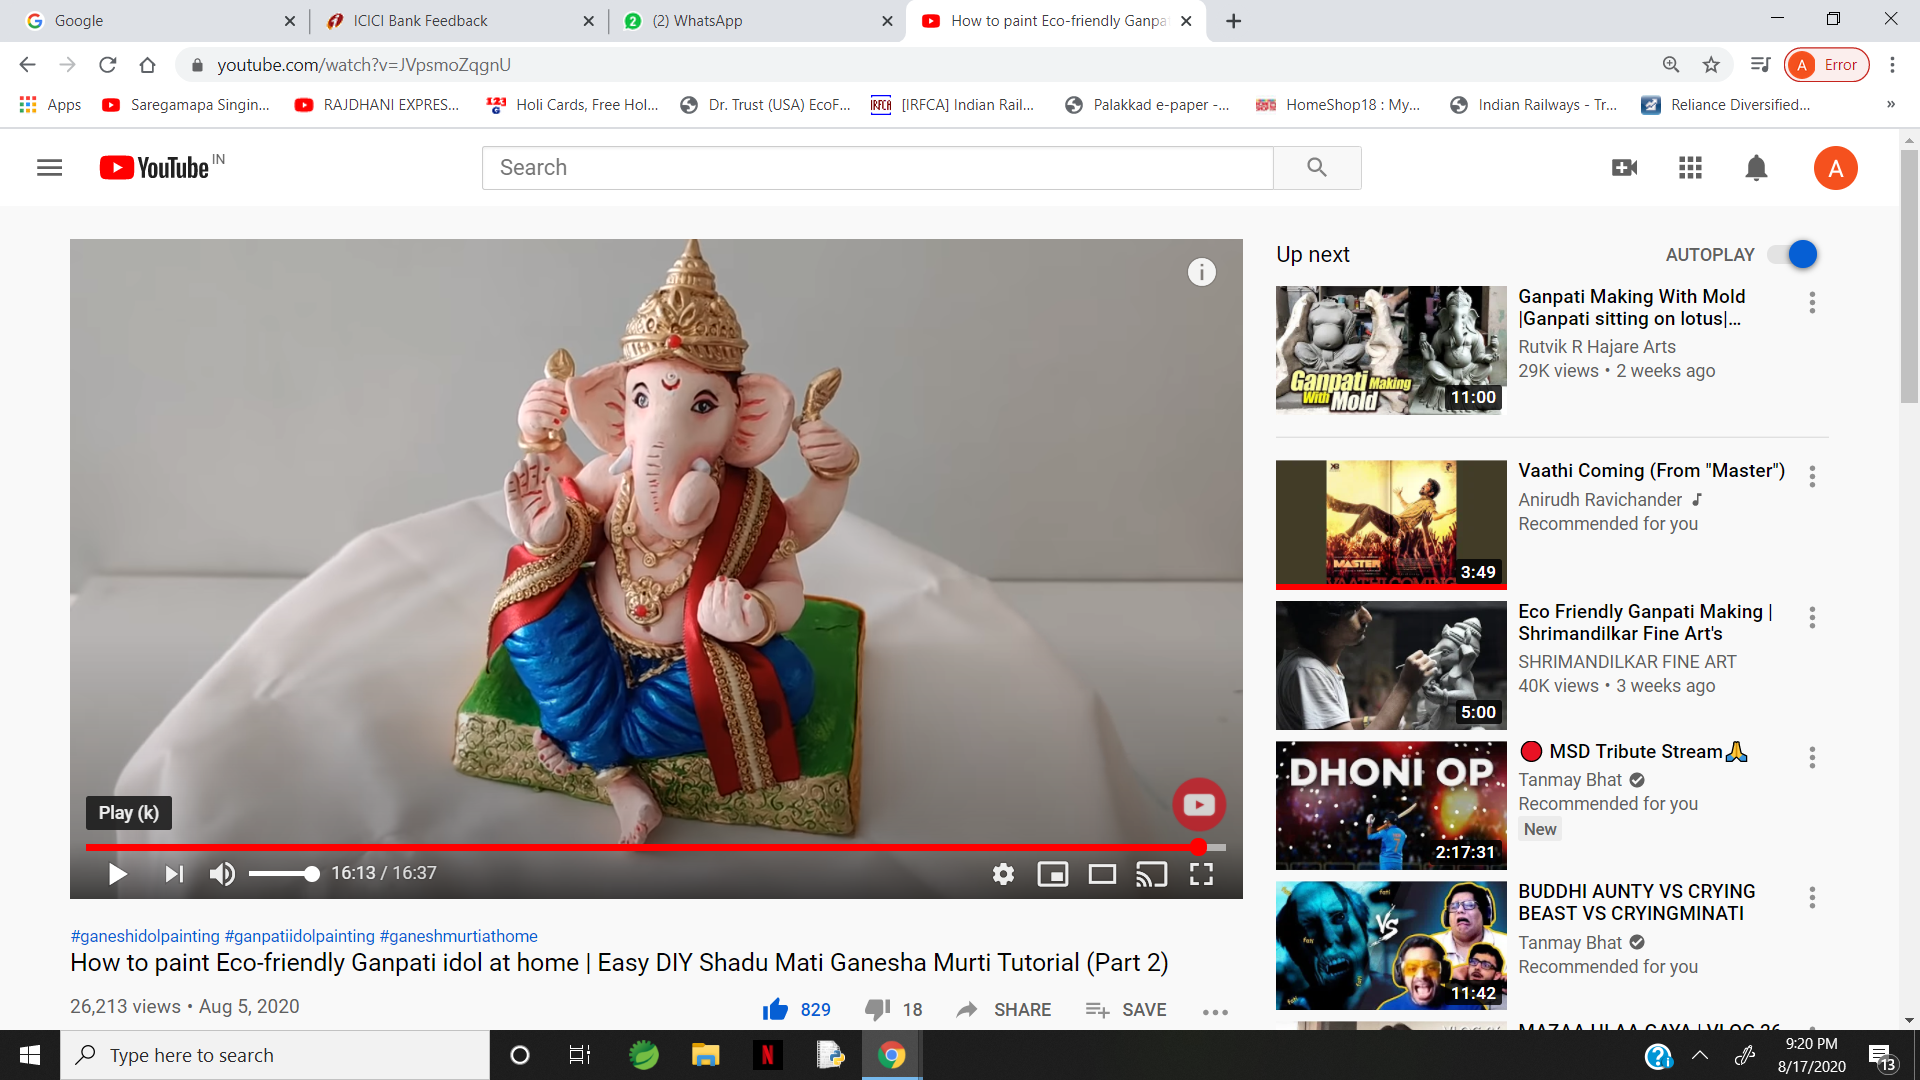 Google
ICICI Bank Feedback
(2) WhatsApp
How to paint Eco-friendly Ganpa
youtube.com/watch?v=JVpsmoZqgnU
A Error
Apps
Saregamapa Singin...
RAJDHANI EXPRES...
123 G
Holi Cards, Free Hol...
Dr. Trust (USA) EcoF...
IRFCA
[IRFCA] Indian Rail...
Palakkad e-paper -...
HomeShop18 : My...
Indian Railways - Tr...
Reliance Diversified...
»
YouTube IN
Search
A
i
Play (k)
16:13 / 16:37
#ganeshidolpainting #ganpatiidolpainting #ganeshmurtiathome
How to paint Eco-friendly Ganpati idol at home | Easy DIY Shadu Mati Ganesha Murti Tutorial (Part 2)
26,213 views • Aug 5, 2020
829
18
SHARE
SAVE
Up next
AUTOPLAY
Ganpati Making
With Mold
11:00
Ganpati Making With Mold
|Ganpati sitting on lotus|...
Rutvik R Hajare Arts
29K views • 2 weeks ago
MASTER
VAATHI COMING
3:49
Vaathi Coming (From "Master")
Anirudh Ravichander
Recommended for you
5:00
Eco Friendly Ganpati Making |
Shrimandilkar Fine Art's
SHRIMANDILKAR FINE ART
40K views • 3 weeks ago
DHONI OP
2:17:31
MSD Tribute Stream
Tanmay Bhat
Recommended for you
New
VS
11:42
BUDDHI AUNTY VS CRYING
BEAST VS CRYINGMINATI
Tanmay Bhat
Recommended for you
Type here to search
N
9:20 PM
8/17/2020
13